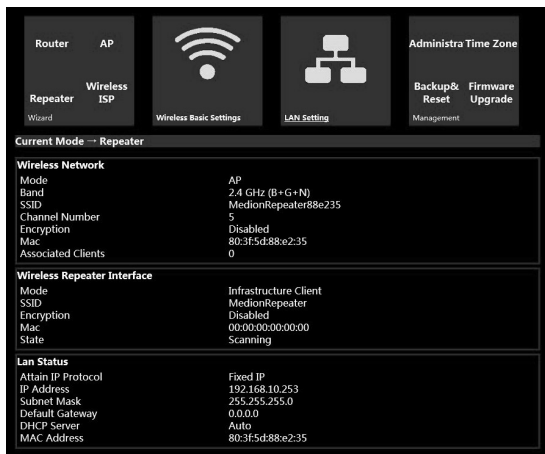 Router AP
Repeater Wireless ISP
Wizard
Wireless Basic Settings
LAN Setting
Administra Time Zone
Backup& Reset Firmware Upgrade
Management
Current Mode → Repeater
Wireless Network
Mode AP
Band 2.4 GHz (B+G+N)
SSID MedionRepeater88e235
Channel Number 5
Encryption Disabled
Mac 80:3f:5d:88:e2:35
Associated Clients 0
Wireless Repeater Interface
Mode Infrastructure Client
SSID MedionRepeater
Encryption Disabled
Mac 00:00:00:00:00:00
State Scanning
Lan Status
Attain IP Protocol Fixed IP
IP Address 192.168.10.253
Subnet Mask 255.255.255.0
Default Gateway 0.0.0.0
DHCP Server Auto
MAC Address 80:3f:5d:88:e2:35